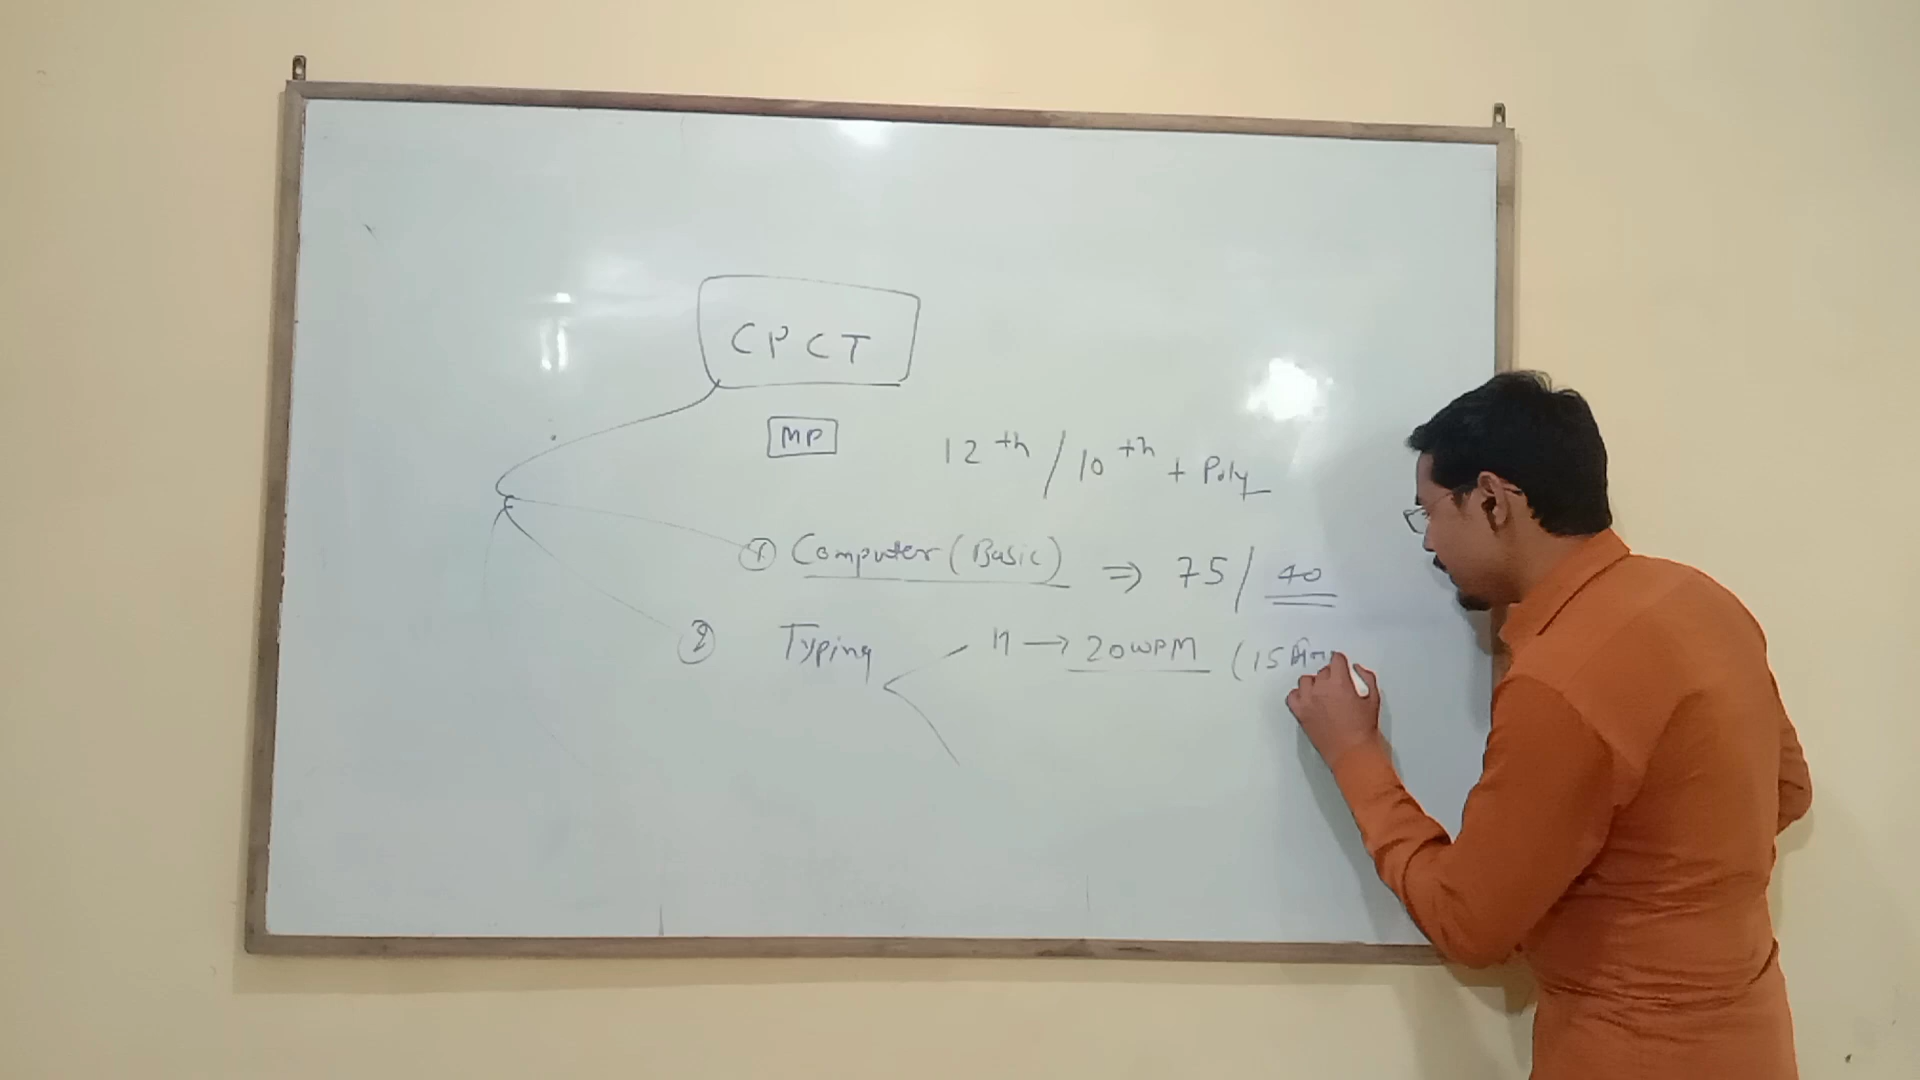 CPCT
MP
12th / 10th + Poly
① Computer (Basic) ⇒ 75 / 40
② Typing
H → 20WPM (15